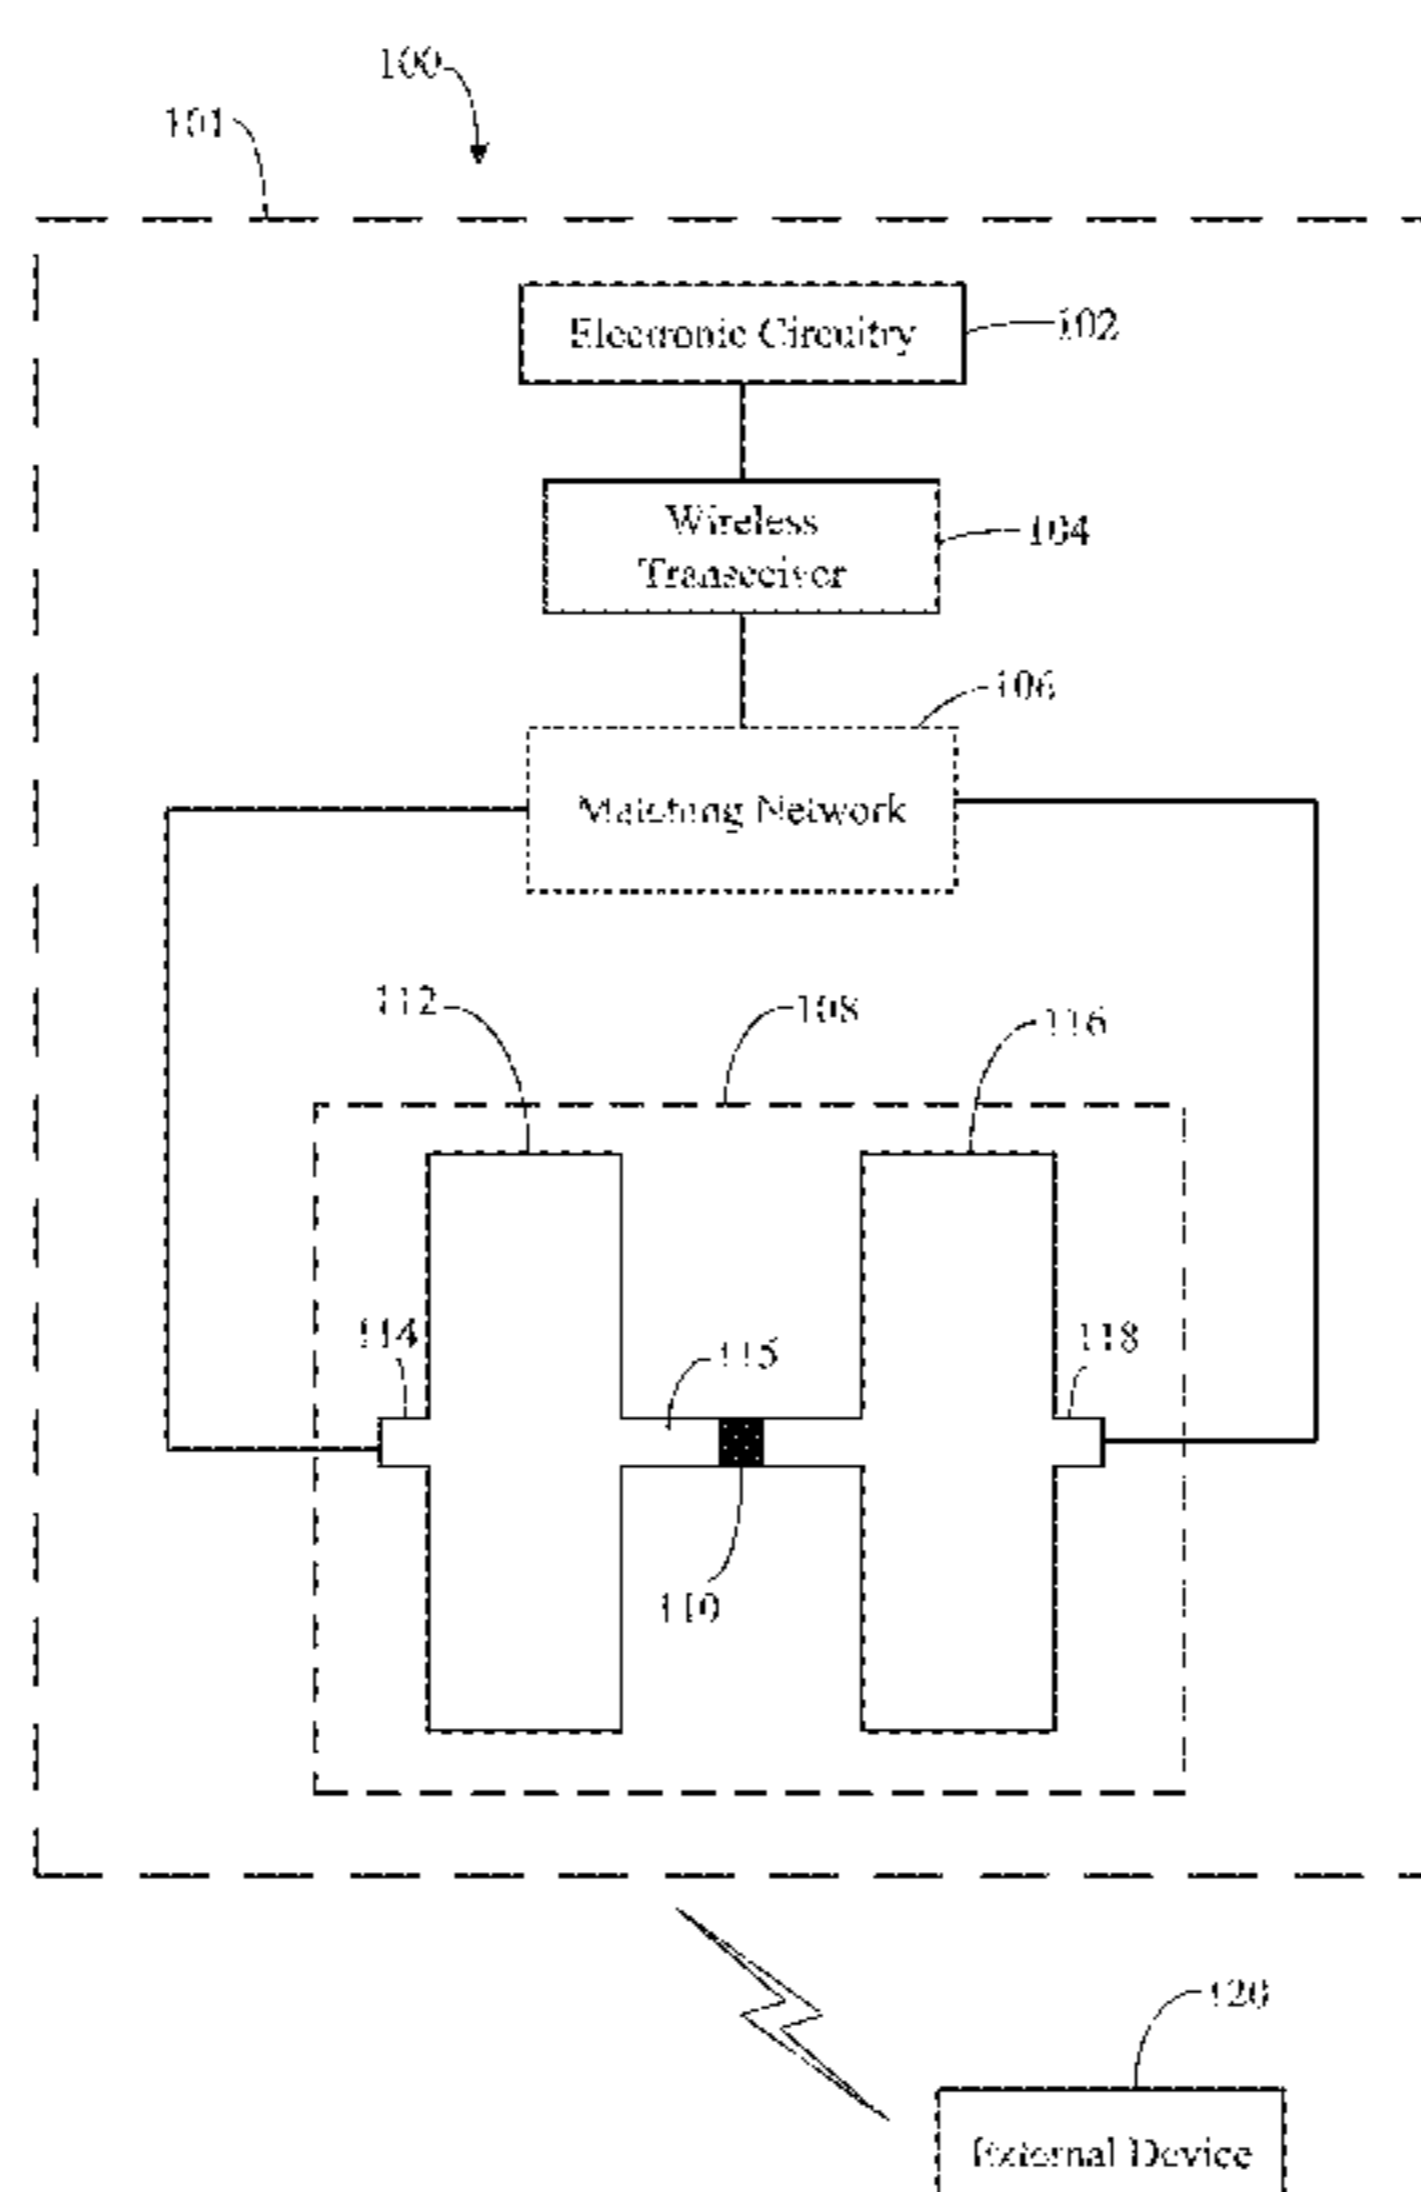 100
101
Electronic Circuitry
102
Wireless
Transceiver
104
106
Matching Network
112
108
116
114
115
118
110
120
External Device